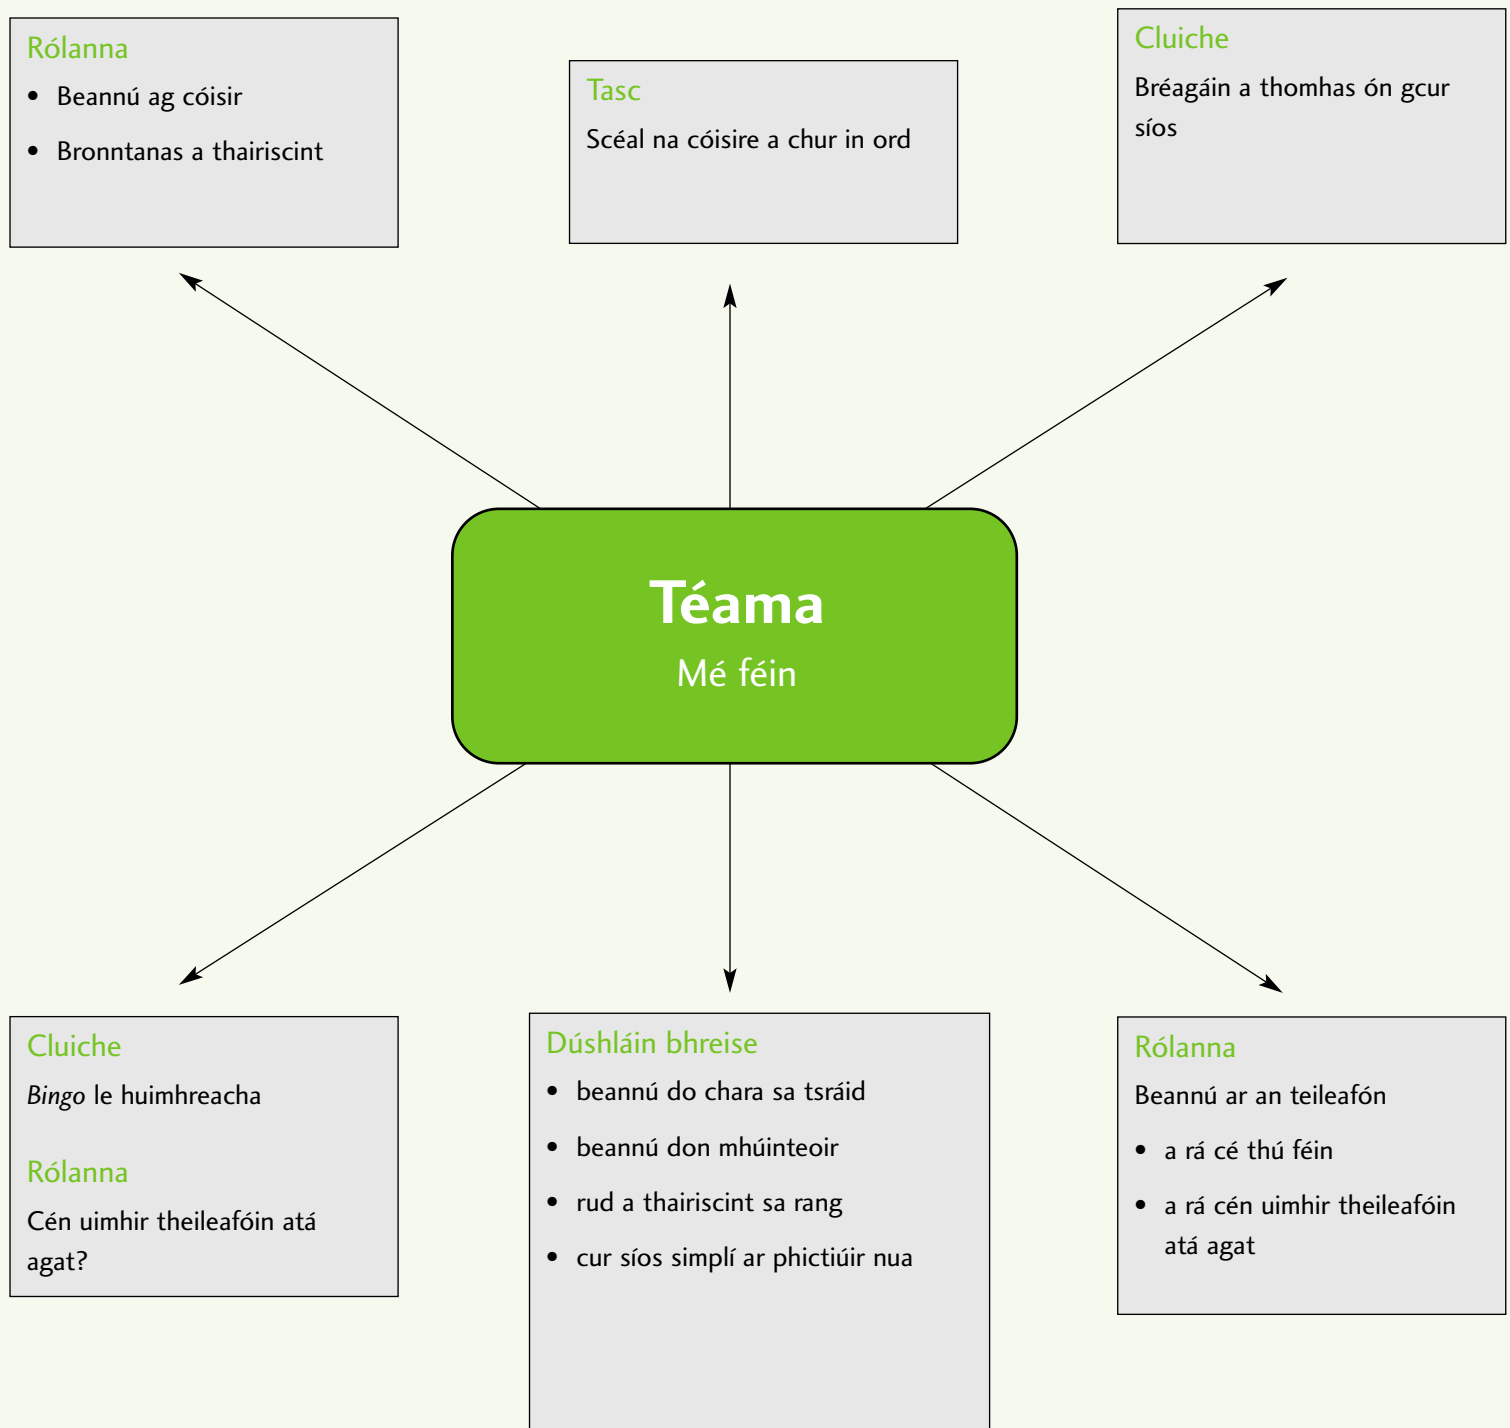 Rólanna
• Beannú ag cóisir
• Bronntanas a thairiscint
Tasc
Scéal na cóisire a chur in ord
Cluiche
Bréagáin a thomhas ón gcur
síos
Téama
Mé féin
Cluiche
Bingo le huimhreacha
Rólanna
Cén uimhir theileafóin atá
agat?
Dúshláin bhreise
• beannú do chara sa tsráid
• beannú don mhúinteoir
• rud a thairiscint sa rang
• cur síos simplí ar phictiúir nua
Rólanna
Beannú ar an teileafón
• a rá cé thú féin
• a rá cén uimhir theileafóin
atá agat